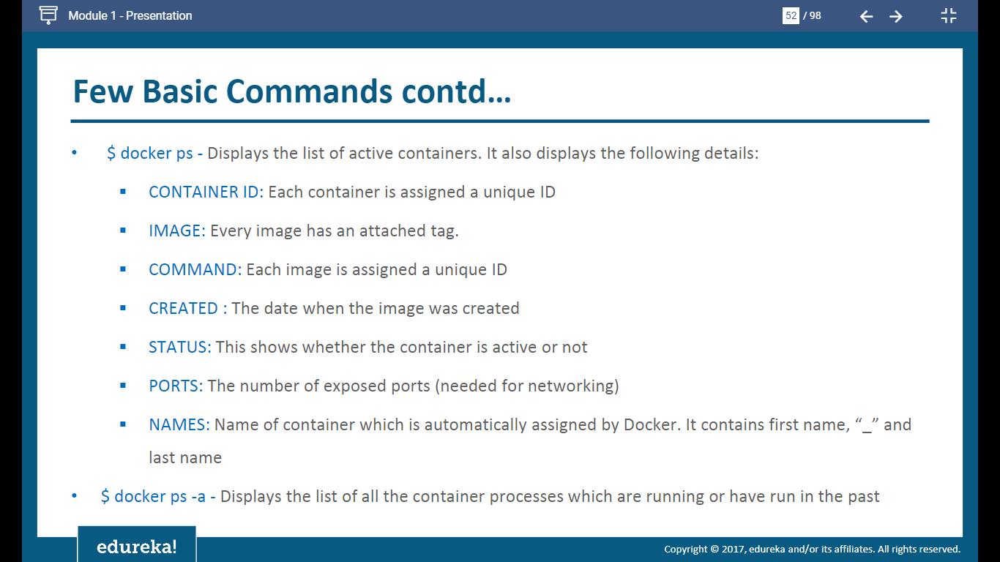 Module 1 - Presentation
52 / 98
Few Basic Commands contd…
• $ docker ps - Displays the list of active containers. It also displays the following details:
▪ CONTAINER ID: Each container is assigned a unique ID
▪ IMAGE: Every image has an attached tag.
▪ COMMAND: Each image is assigned a unique ID
▪ CREATED : The date when the image was created
▪ STATUS: This shows whether the container is active or not
▪ PORTS: The number of exposed ports (needed for networking)
▪ NAMES: Name of container which is automatically assigned by Docker. It contains first name, “_” and
last name
• $ docker ps -a - Displays the list of all the container processes which are running or have run in the past
edureka!
Copyright © 2017, edureka and/or its affiliates. All rights reserved.